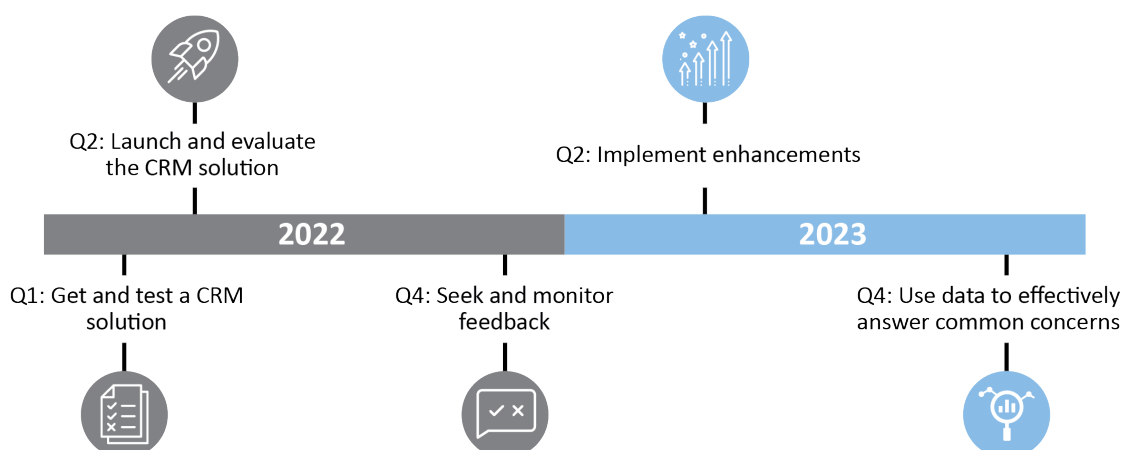 Q2: Launch and evaluate
the CRM solution
Q2: Implement enhancements
2022
2023
Q1: Get and test a CRM
solution
Q4: Seek and monitor
feedback
Q4: Use data to effectively
answer common concerns